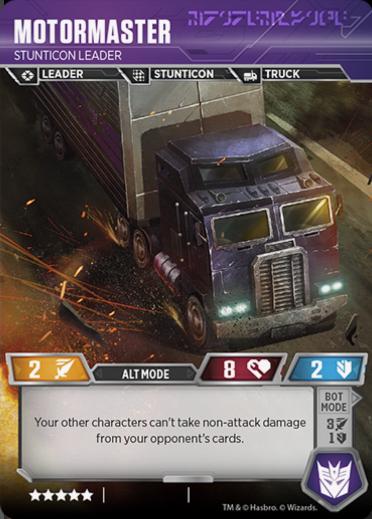 MOTORMASTER
STUNTICON LEADER
LEADER STUNTICON TRUCK
2 ALT MODE 8 2
Your other characters can't take non-attack damage
from your opponent's cards.
BOT
MODE
3
1
TM & © Hasbro. © Wizards.